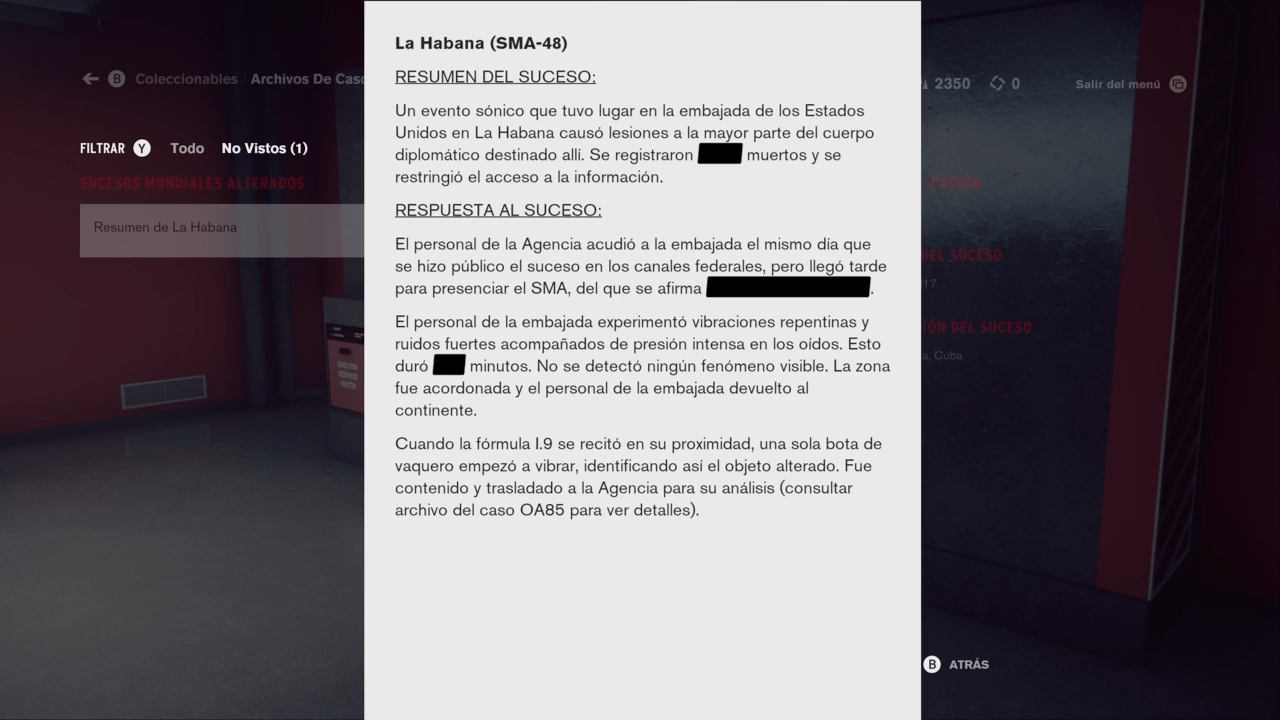 La Habana (SMA-48)
RESUMEN DEL SUCESO:
Un evento sónico que tuvo lugar en la embajada de los Estados
Unidos en La Habana causó lesiones a la mayor parte del cuerpo
diplomático destinado allí. Se registraron muertos y se
restringió el acceso a la información.
RESPUESTA AL SUCESO:
El personal de la Agencia acudió a la embajada el mismo día que
se hizo público el suceso en los canales federales, pero llegó tarde
para presenciar el SMA, del que se afirma .
El personal de la embajada experimentó vibraciones repentinas y
ruidos fuertes acompañados de presión intensa en los oídos. Esto
duró minutos. No se detectó ningún fenómeno visible. La zona
fue acordonada y el personal de la embajada devuelto al
continente.
Cuando la fórmula I.9 se recitó en su proximidad, una sola bota de
vaquero empezó a vibrar, identificando así el objeto alterado. Fue
contenido y trasladado a la Agencia para su análisis (consultar
archivo del caso OA85 para ver detalles).
B Coleccionables / Archivos De Caso
FILTRAR Y Todo No Vistos (1)
SUCESOS MUNDIALES ALTERADOS
Resumen de La Habana
2350 0 Salir del menú
DEL SUCESO
17
IÓN DEL SUCESO
a, Cuba
B ATRÁS